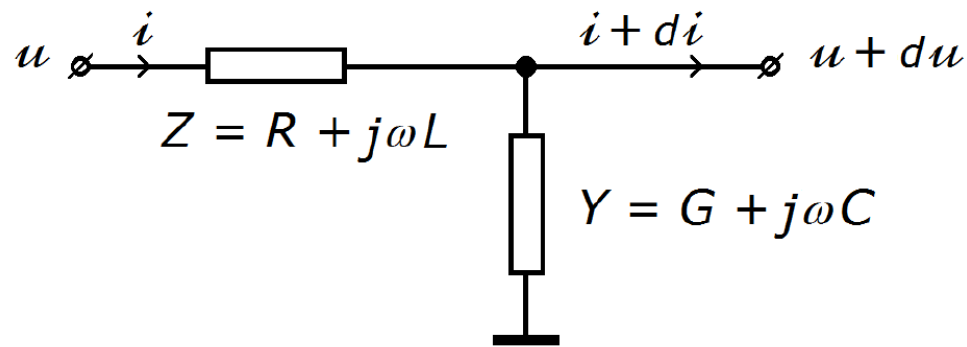 u i i + di u + du
Z = R + jωL
Y = G + jωC